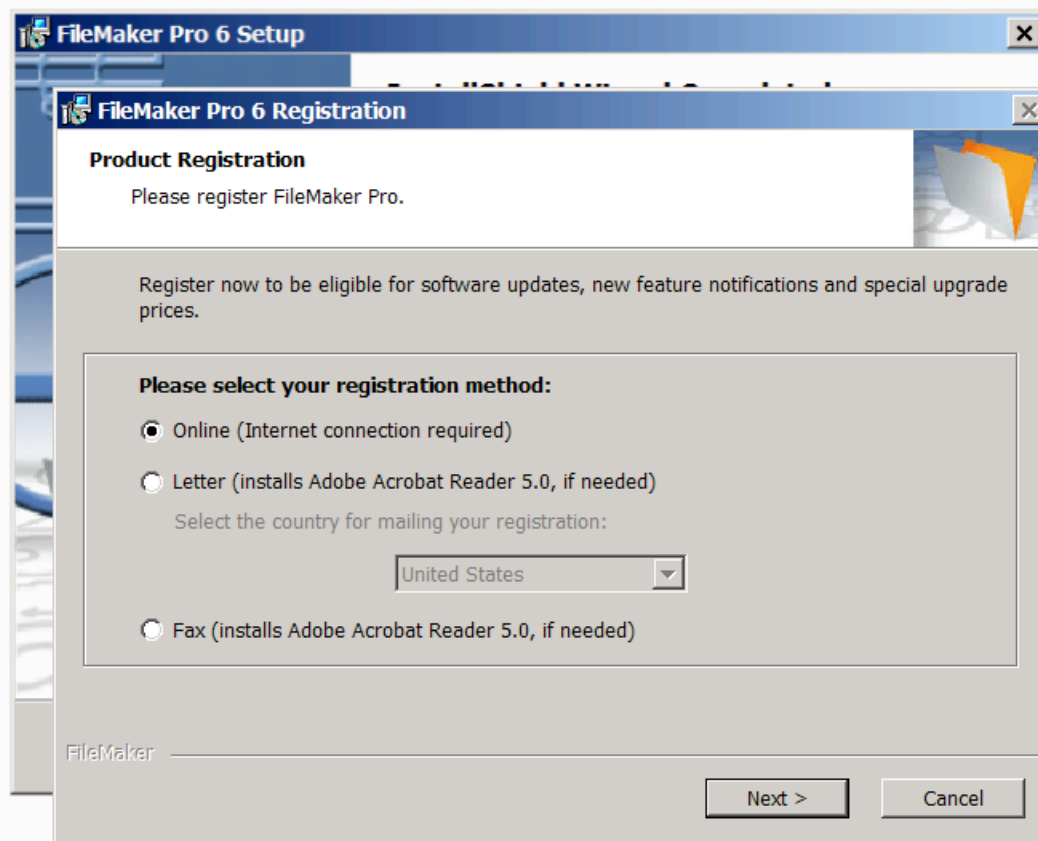 FileMaker Pro 6 Setup
FileMaker Pro 6 Registration
Product Registration
Please register FileMaker Pro.
Register now to be eligible for software updates, new feature notifications and special upgrade
prices.
Please select your registration method:
Online (Internet connection required)
Letter (installs Adobe Acrobat Reader 5.0, if needed)
Select the country for mailing your registration:
United States
Fax (installs Adobe Acrobat Reader 5.0, if needed)
FileMaker
Next >
Cancel